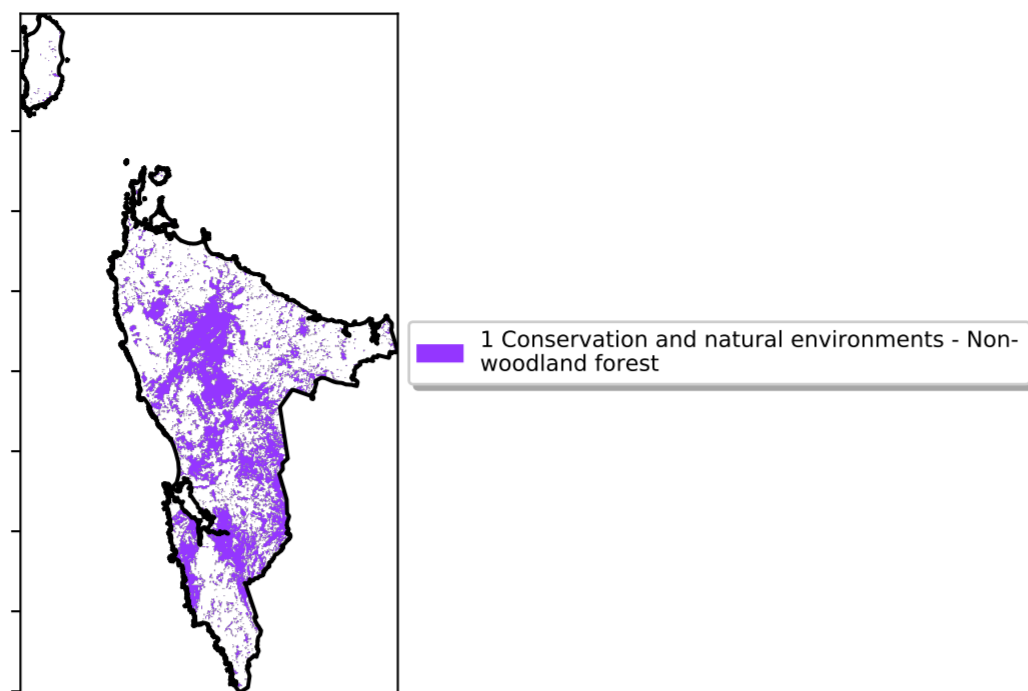 1 Conservation and natural environments - Non-
woodland forest